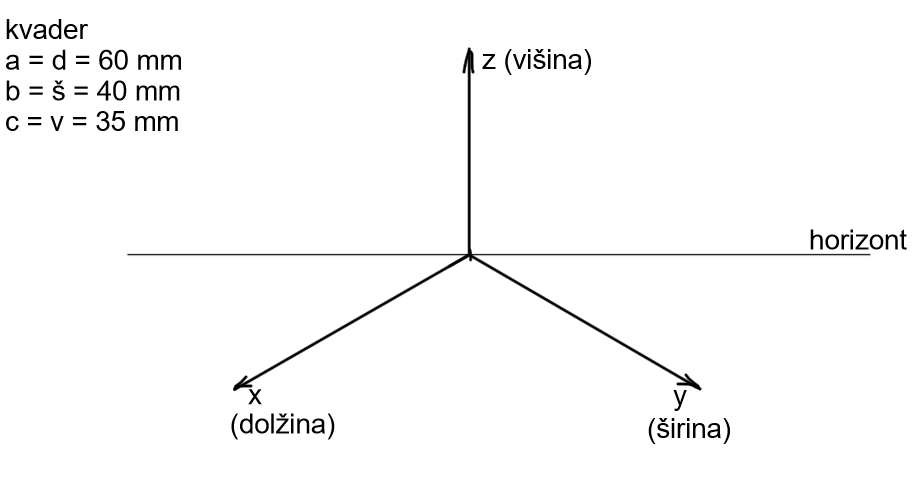 kvader
a = d = 60 mm
b = š = 40 mm
c = v = 35 mm
z (višina)
horizont
x
(dolžina)
y
(širina)